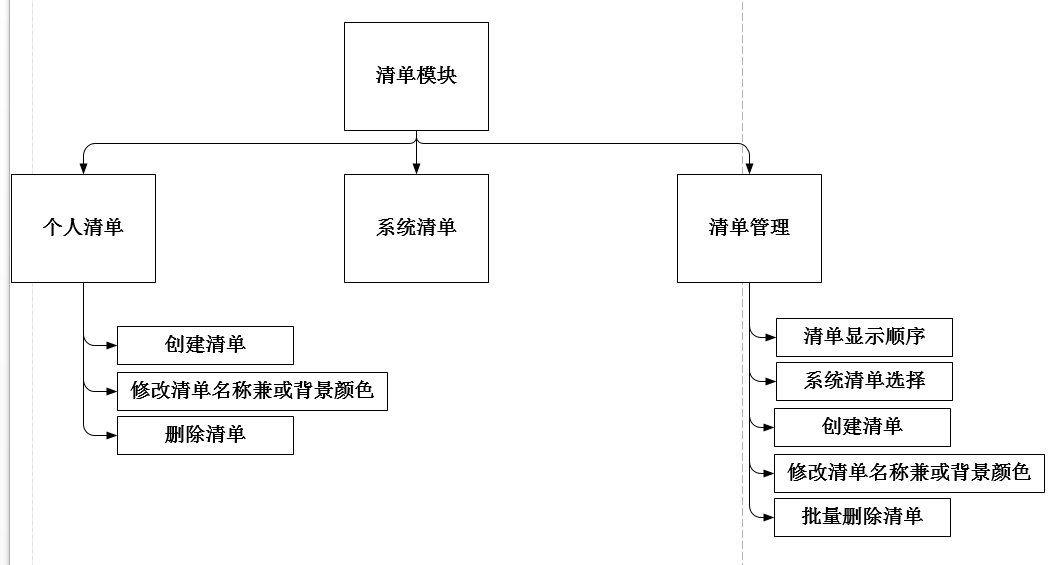 清单模块
个人清单
系统清单
清单管理
创建清单
修改清单名称兼或背景颜色
删除清单
清单显示顺序
系统清单选择
创建清单
修改清单名称兼或背景颜色
批量删除清单